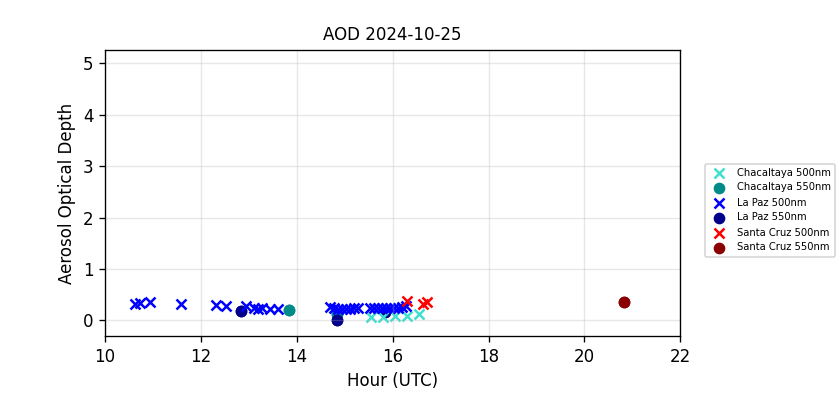 AOD 2024-10-25
Aerosol Optical Depth
5
4
3
2
1
0
10 12 14 16 18 20 22
Hour (UTC)
Chacaltaya 500nm
Chacaltaya 550nm
La Paz 500nm
La Paz 550nm
Santa Cruz 500nm
Santa Cruz 550nm